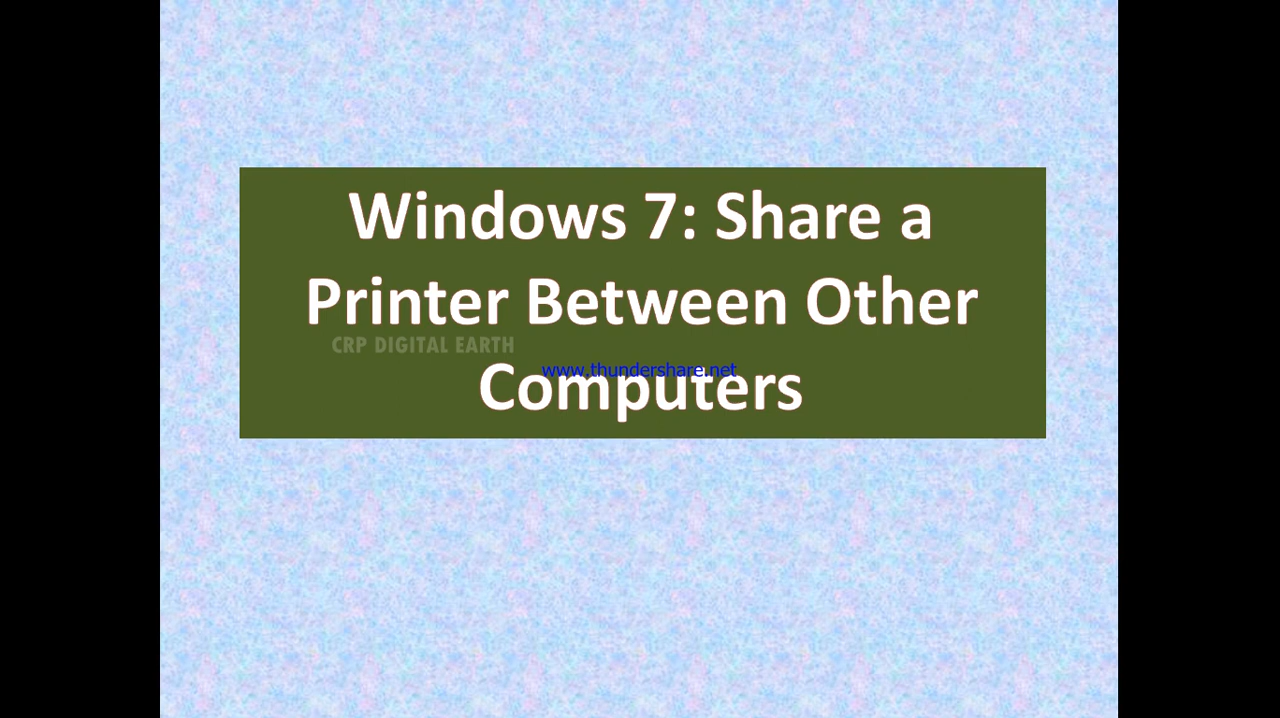 Windows 7: Share a
Printer Between Other
CRP DIGITAL EARTH
www.thundershare.net
Computers